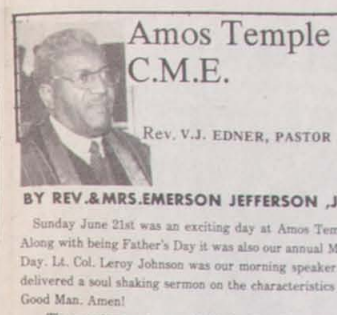 Amos Temple
C.M.E.
Rev. V.J. EDNER, PASTOR
BY REV.&MRS.EMERSON JEFFERSON ,J
Sunday June 21st was an exciting day at Amos Tem
Along with being Father's Day it was also our annual M
Day. Lt. Col. Leroy Johnson was our morning speaker
delivered a soul shaking sermon on the characteristics
Good Man. Amen!